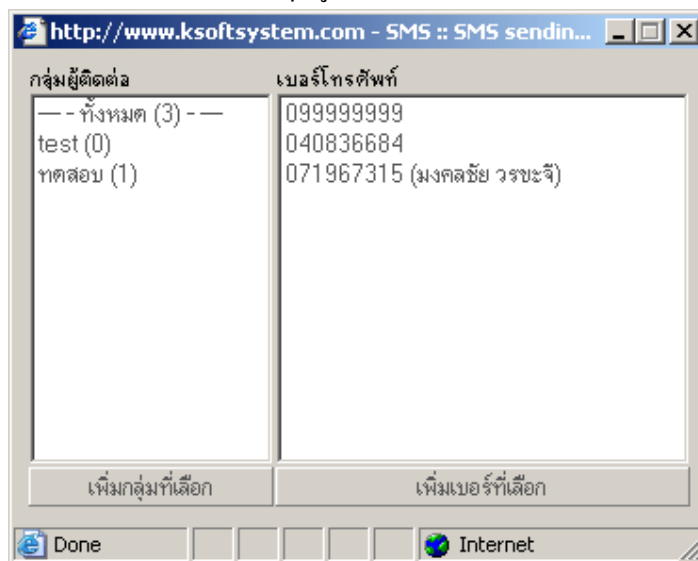 http://www.ksoftsystem.com - SMS :: SMS sendin...
กลุ่มผู้ติดต่อ เบอร์โทรศัพท์
— - ทั้งหมด (3) - —
test (0)
ทดสอบ (1)
099999999
040836684
071967315 (มงคลชัย วรขะจี)
เพิ่มกลุ่มที่เลือก เพิ่มเบอร์ที่เลือก
Done Internet